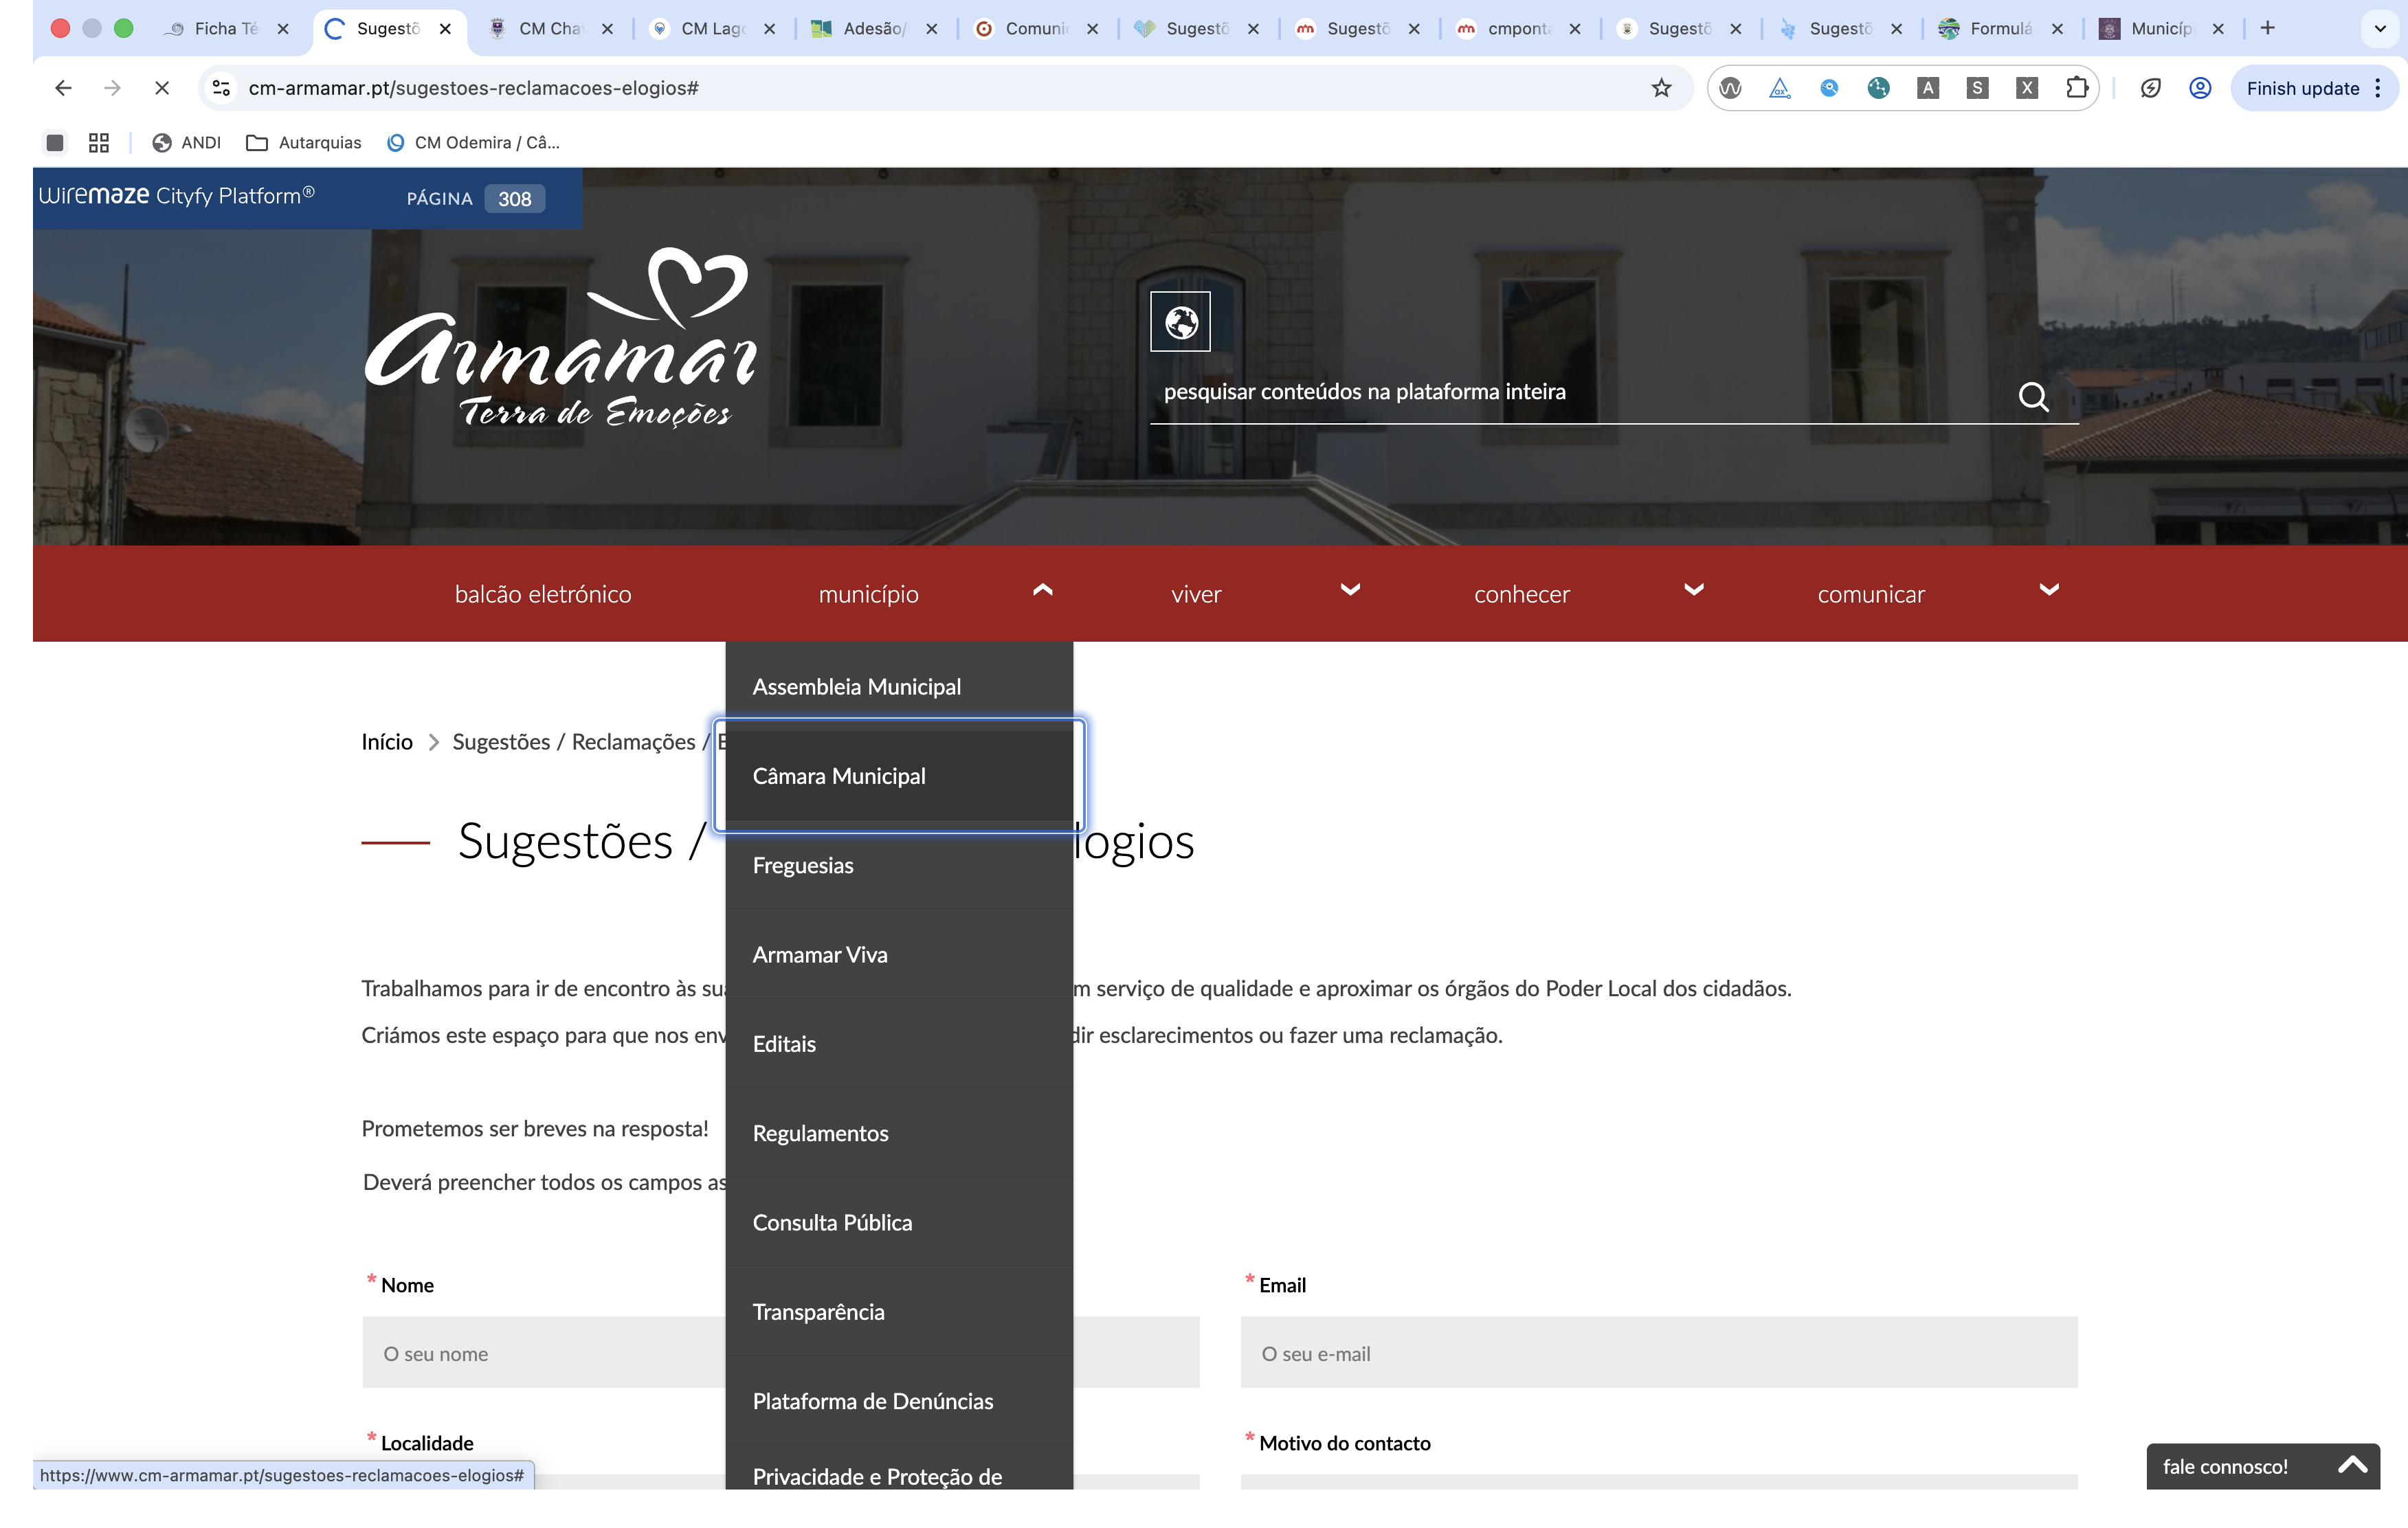 Ficha Té
Sugestõ
CM Cha
CM Lago
Adesão/
Comunic
Sugestõ
Sugestõ
cmponta
Sugestõ
Sugestõ
Formulá
Municíp
cm-armamar.pt/sugestoes-reclamacoes-elogios#
Finish update
ANDI
Autarquias
CM Odemira / Câ...
wiremaze Cityfy Platform®
PÁGINA 308
Armamar
Terra de Emoções
pesquisar conteúdos na plataforma inteira
balcão eletrónico
município
viver
conhecer
comunicar
Assembleia Municipal
Câmara Municipal
Freguesias
Armamar Viva
Editais
Regulamentos
Consulta Pública
Transparência
Plataforma de Denúncias
Privacidade e Proteção de
Início > Sugestões / Reclamações / E
Sugestões / logios
Trabalhamos para ir de encontro às sua m serviço de qualidade e aproximar os órgãos do Poder Local dos cidadãos.
Criámos este espaço para que nos env dir esclarecimentos ou fazer uma reclamação.
Prometemos ser breves na resposta!
Deverá preencher todos os campos as
* Nome
O seu nome
* Email
O seu e-mail
* Localidade
* Motivo do contacto
https://www.cm-armamar.pt/sugestoes-reclamacoes-elogios#
fale connosco!